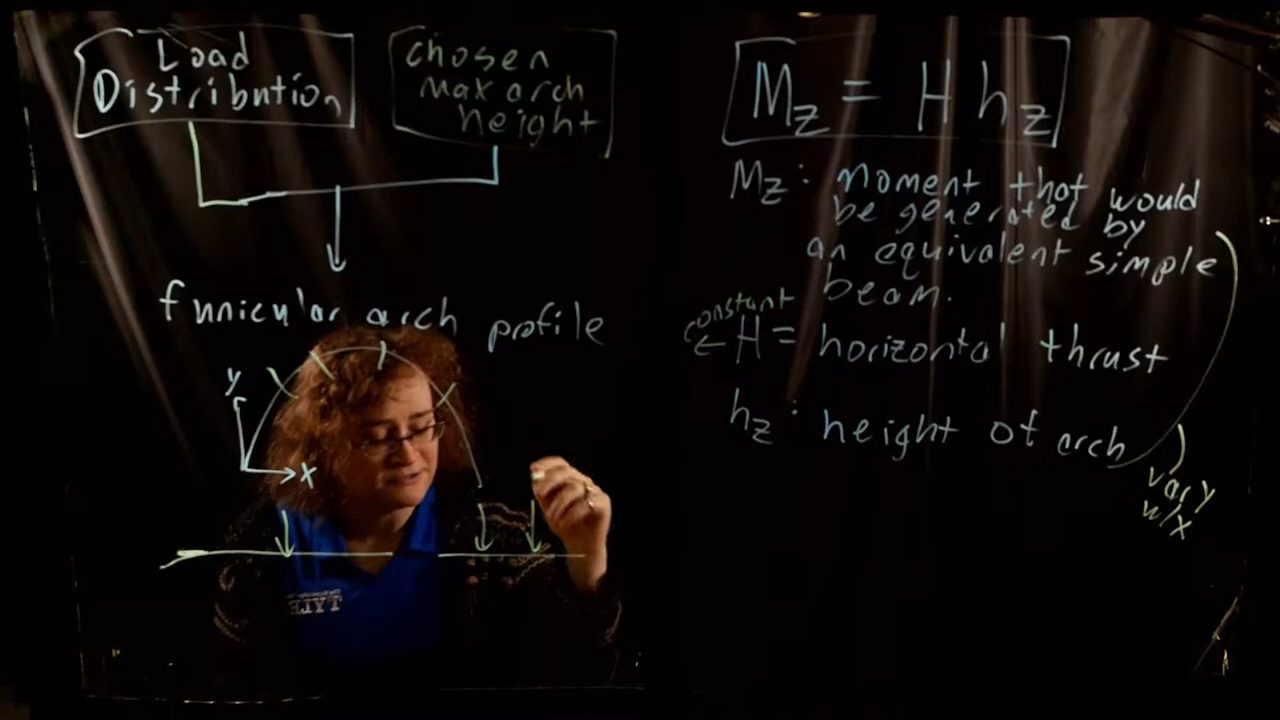 Load
Distribution
chosen
max arch
height
funicular arch profile
y
x
Mz = H hz
Mz: moment that would
be generated by
an equivalent simple
beam.
constant
← H = horizontal thrust
hz: height of arch
vary
w/x